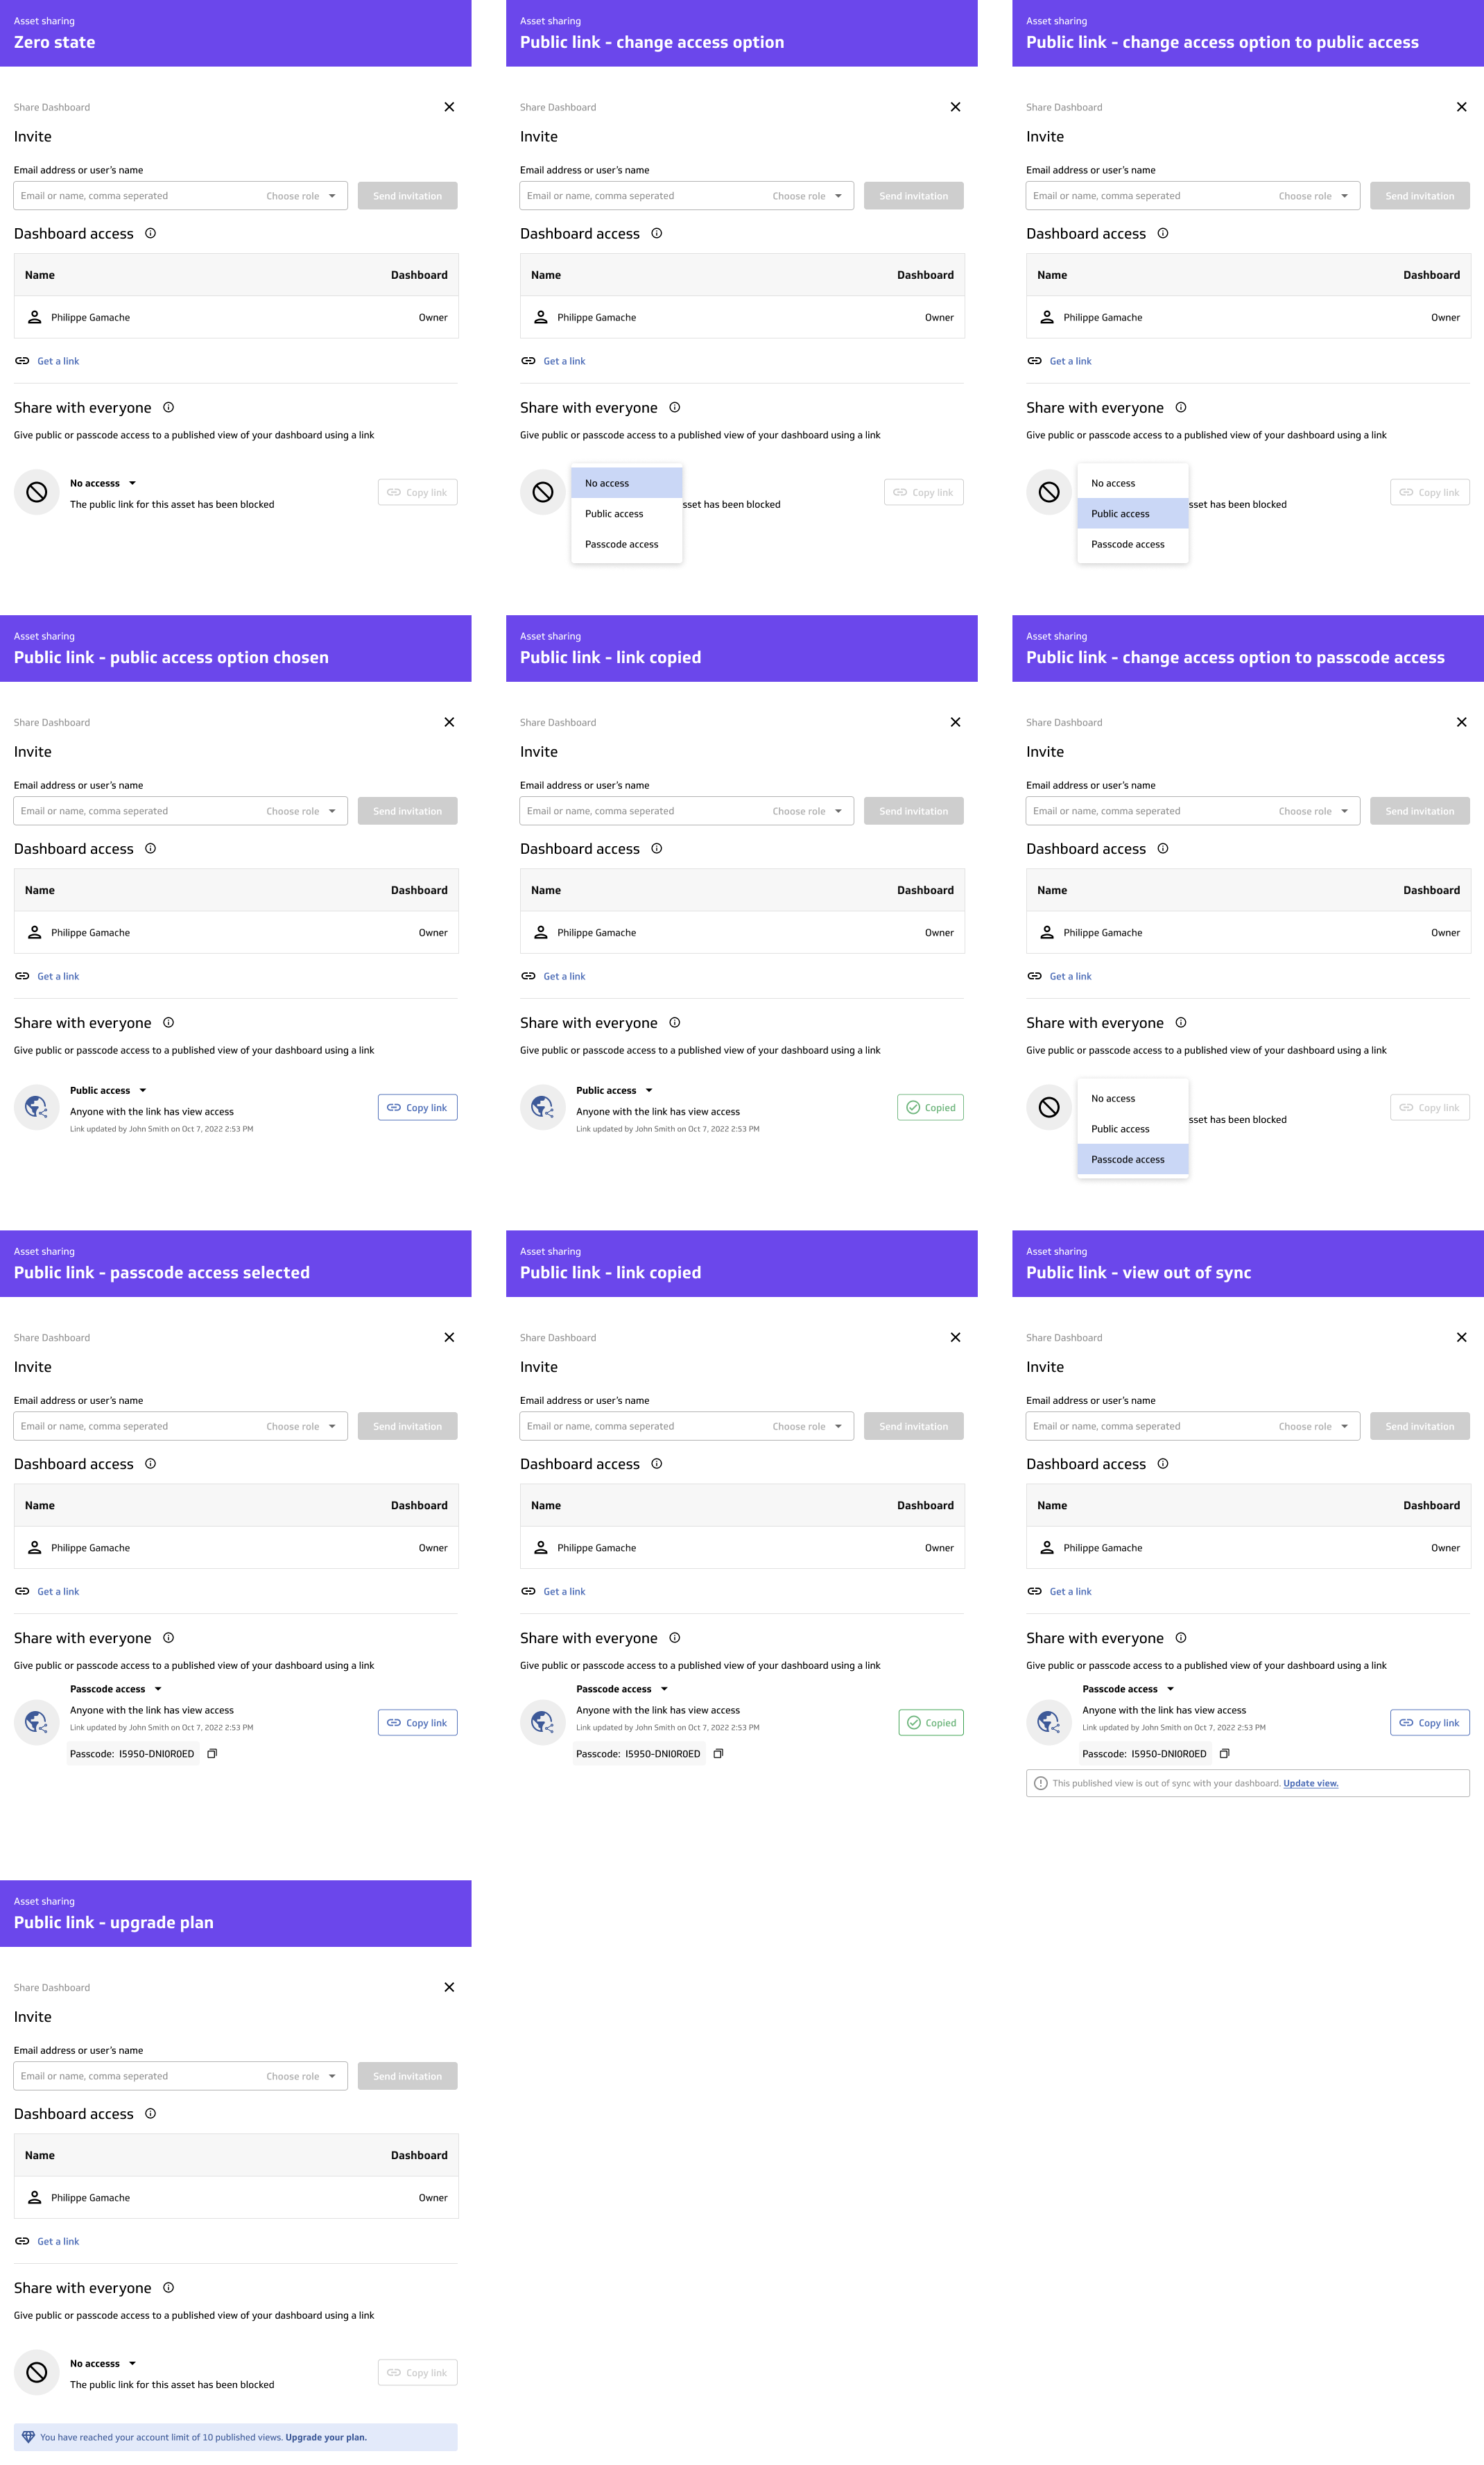 Asset sharing
Zero state
Share Dashboard
Invite
Email address or user's name
Email or name, comma seperated Choose role Send invitation
Dashboard access
Name Dashboard
Philippe Gamache Owner
Get a link
Share with everyone
Give public or passcode access to a published view of your dashboard using a link
No accesss
The public link for this asset has been blocked
Copy link
Asset sharing
Public link - change access option
Share Dashboard
Invite
Email address or user's name
Email or name, comma seperated Choose role Send invitation
Dashboard access
Name Dashboard
Philippe Gamache Owner
Get a link
Share with everyone
Give public or passcode access to a published view of your dashboard using a link
No access
Public access
Passcode access
sset has been blocked
Copy link
Asset sharing
Public link - change access option to public access
Share Dashboard
Invite
Email address or user's name
Email or name, comma seperated Choose role Send invitation
Dashboard access
Name Dashboard
Philippe Gamache Owner
Get a link
Share with everyone
Give public or passcode access to a published view of your dashboard using a link
No access
Public access
Passcode access
sset has been blocked
Copy link
Asset sharing
Public link - public access option chosen
Share Dashboard
Invite
Email address or user's name
Email or name, comma seperated Choose role Send invitation
Dashboard access
Name Dashboard
Philippe Gamache Owner
Get a link
Share with everyone
Give public or passcode access to a published view of your dashboard using a link
Public access
Anyone with the link has view access
Link updated by John Smith on Oct 7, 2022 2:53 PM
Copy link
Asset sharing
Public link - link copied
Share Dashboard
Invite
Email address or user's name
Email or name, comma seperated Choose role Send invitation
Dashboard access
Name Dashboard
Philippe Gamache Owner
Get a link
Share with everyone
Give public or passcode access to a published view of your dashboard using a link
Public access
Anyone with the link has view access
Link updated by John Smith on Oct 7, 2022 2:53 PM
Copied
Asset sharing
Public link - change access option to passcode access
Share Dashboard
Invite
Email address or user's name
Email or name, comma seperated Choose role Send invitation
Dashboard access
Name Dashboard
Philippe Gamache Owner
Get a link
Share with everyone
Give public or passcode access to a published view of your dashboard using a link
No access
Public access
Passcode access
sset has been blocked
Copy link
Asset sharing
Public link - passcode access selected
Share Dashboard
Invite
Email address or user's name
Email or name, comma seperated Choose role Send invitation
Dashboard access
Name Dashboard
Philippe Gamache Owner
Get a link
Share with everyone
Give public or passcode access to a published view of your dashboard using a link
Passcode access
Anyone with the link has view access
Link updated by John Smith on Oct 7, 2022 2:53 PM
Copy link
Passcode: I5950-DNI0R0ED
Asset sharing
Public link - link copied
Share Dashboard
Invite
Email address or user's name
Email or name, comma seperated Choose role Send invitation
Dashboard access
Name Dashboard
Philippe Gamache Owner
Get a link
Share with everyone
Give public or passcode access to a published view of your dashboard using a link
Passcode access
Anyone with the link has view access
Link updated by John Smith on Oct 7, 2022 2:53 PM
Copied
Passcode: I5950-DNI0R0ED
Asset sharing
Public link - view out of sync
Share Dashboard
Invite
Email address or user's name
Email or name, comma seperated Choose role Send invitation
Dashboard access
Name Dashboard
Philippe Gamache Owner
Get a link
Share with everyone
Give public or passcode access to a published view of your dashboard using a link
Passcode access
Anyone with the link has view access
Link updated by John Smith on Oct 7, 2022 2:53 PM
Copy link
Passcode: I5950-DNI0R0ED
This published view is out of sync with your dashboard. Update view.
Asset sharing
Public link - upgrade plan
Share Dashboard
Invite
Email address or user's name
Email or name, comma seperated Choose role Send invitation
Dashboard access
Name Dashboard
Philippe Gamache Owner
Get a link
Share with everyone
Give public or passcode access to a published view of your dashboard using a link
No accesss
The public link for this asset has been blocked
Copy link
You have reached your account limit of 10 published views. Upgrade your plan.